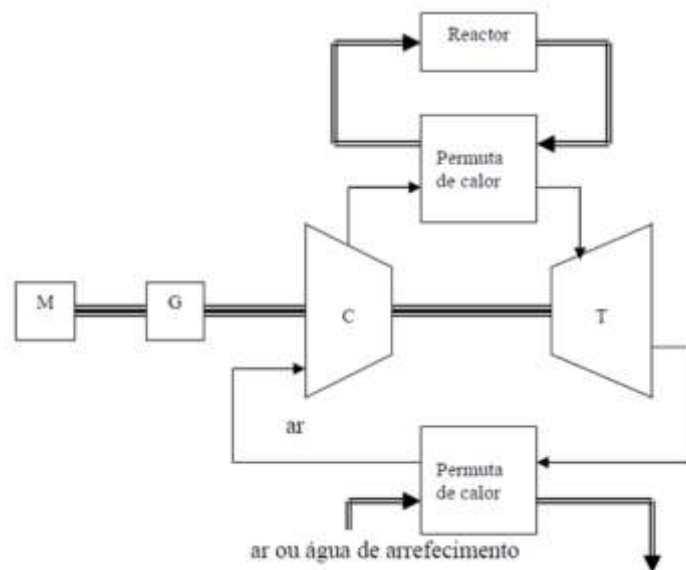 Reactor
Permuta
de calor
M
G
C
T
ar
Permuta
de calor
ar ou água de arrefecimento